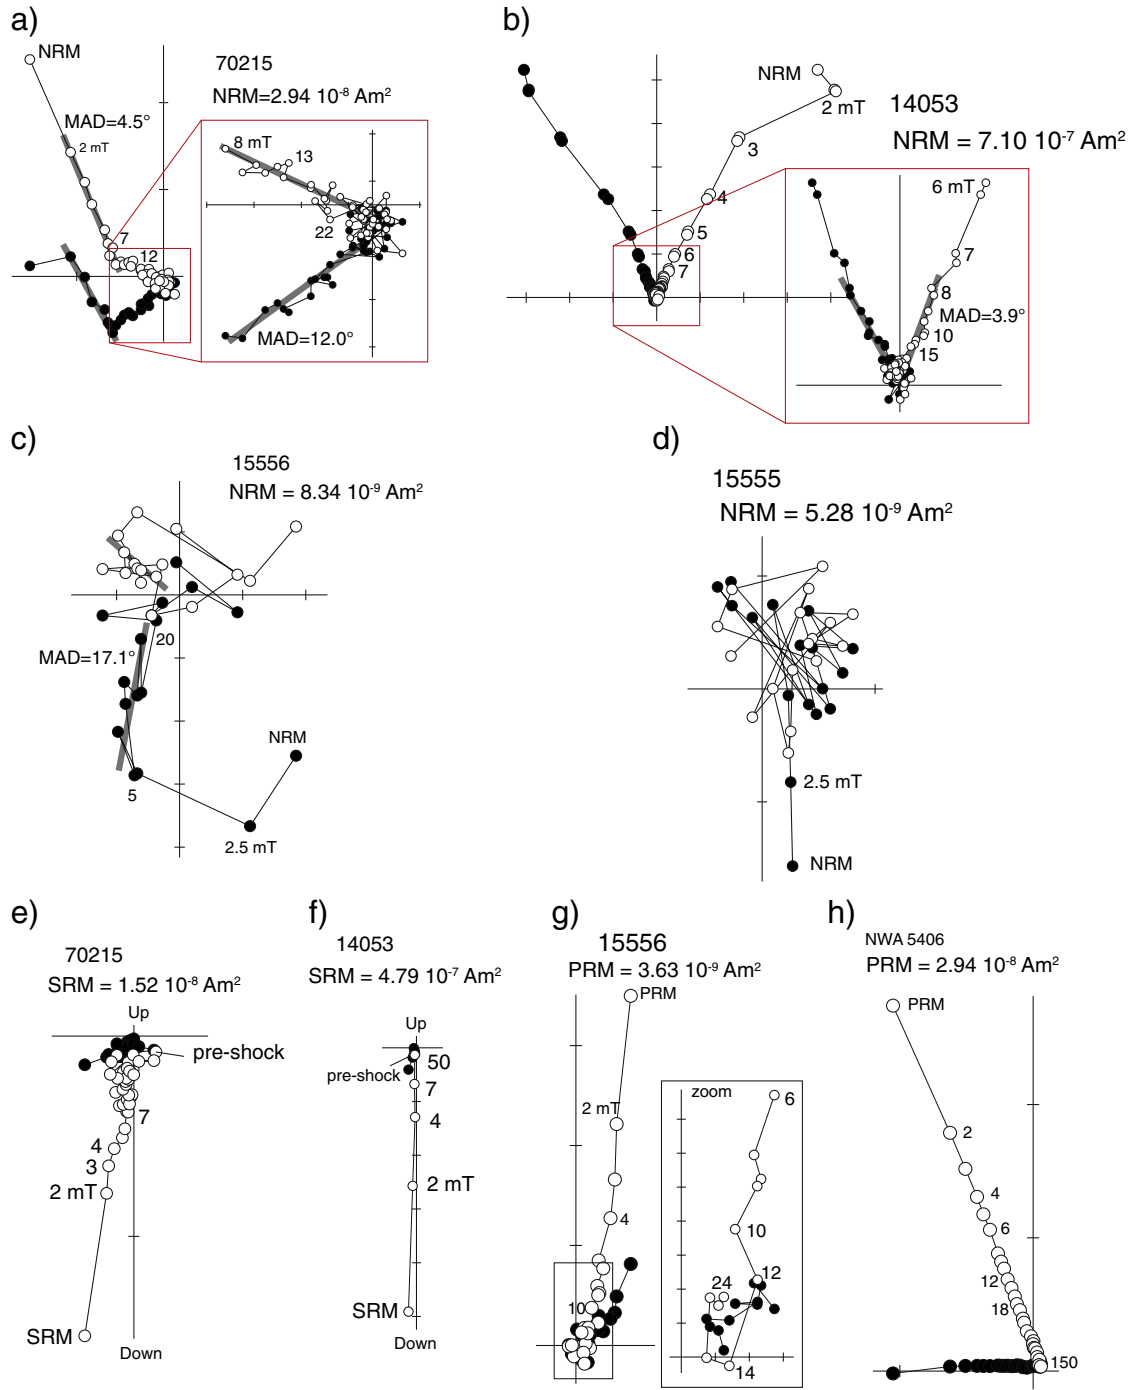 a)
NRM
70215
NRM=2.94 10⁻⁸ Am²
MAD=4.5°
2 mT
7
12
8 mT
13
22
MAD=12.0°
b)
NRM
2 mT
14053
NRM = 7.10 10⁻⁷ Am²
3
4
5
6
7
6 mT
7
8
MAD=3.9°
10
15
c)
15556
NRM = 8.34 10⁻⁹ Am²
20
MAD=17.1°
NRM
5
2.5 mT
d)
15555
NRM = 5.28 10⁻⁹ Am²
2.5 mT
NRM
e)
70215
SRM = 1.52 10⁻⁸ Am²
Up
pre-shock
7
4
3
2 mT
SRM
Down
f)
14053
SRM = 4.79 10⁻⁷ Am²
Up
50
pre-shock
7
4
2 mT
SRM
Down
g)
15556
PRM = 3.63 10⁻⁹ Am²
PRM
2 mT
4
10
zoom
6
10
12
24
14
h)
NWA 5406
PRM = 2.94 10⁻⁸ Am²
PRM
2
4
6
12
18
150